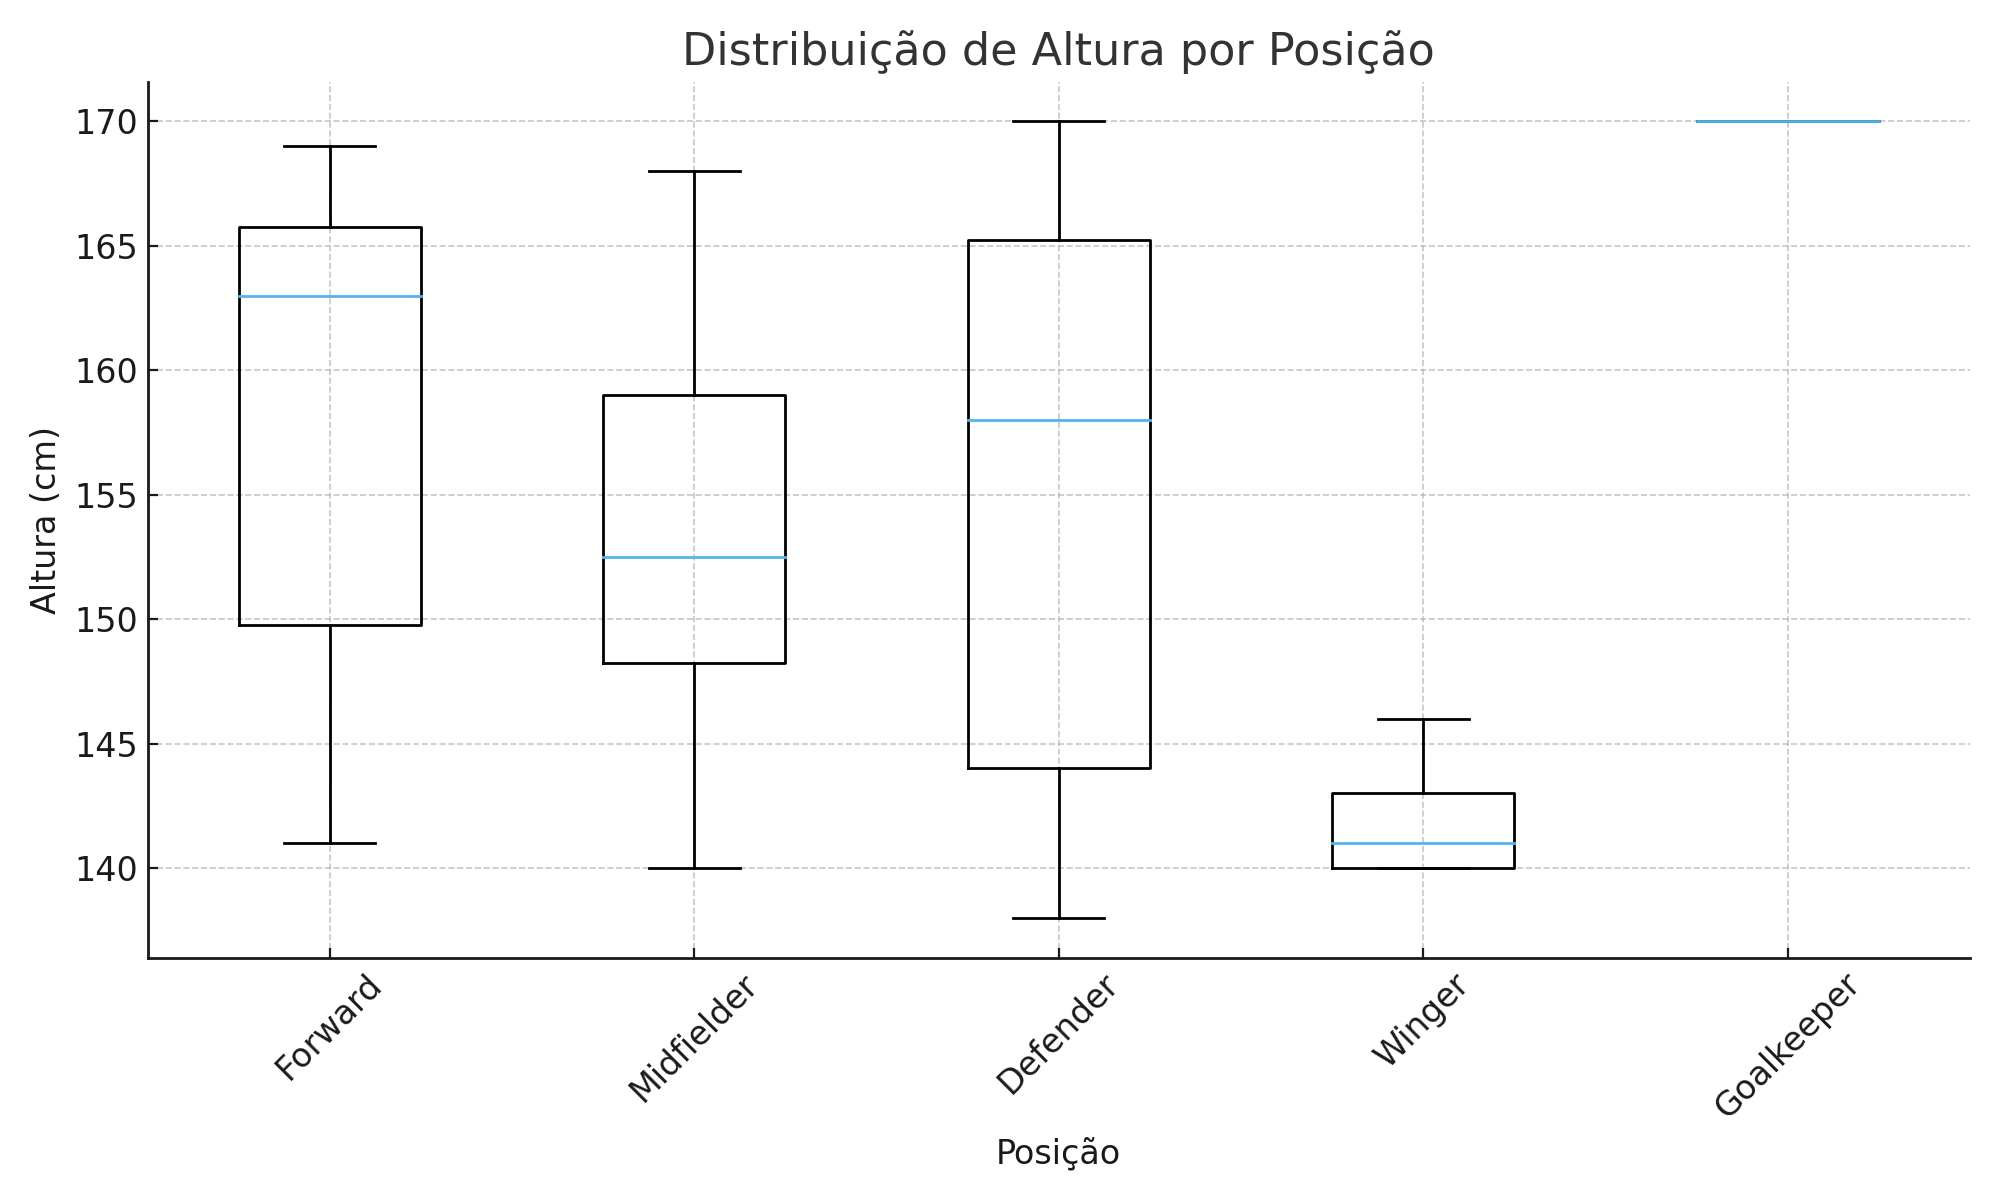 Distribuição de Altura por Posição
Altura (cm)
170
165
160
155
150
145
140
Forward
Midfielder
Defender
Winger
Goalkeeper
Posição